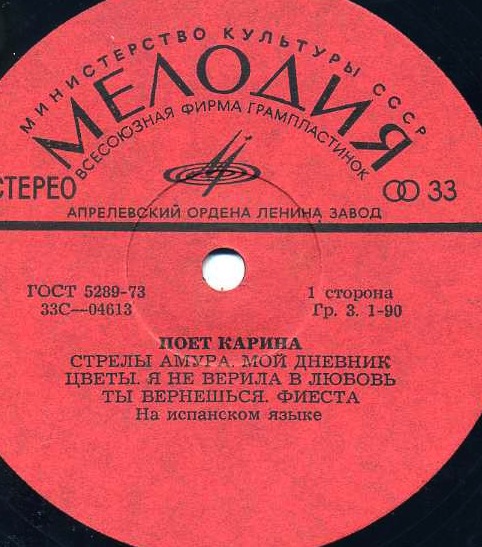 МИНИСТЕРСТВО КУЛЬТУРЫ СССР
МЕЛОДИЯ
ВСЕСОЮЗНАЯ ФИРМА ГРАМПЛАСТИНОК
СТЕРЕО 33
АПРЕЛЕВСКИЙ ОРДЕНА ЛЕНИНА ЗАВОД
ГОСТ 5289-73 1 сторона
33С—04613 Гр. 3. 1-90
ПОЕТ КАРИНА
СТРЕЛЫ АМУРА. МОЙ ДНЕВНИК
ЦВЕТЫ. Я НЕ ВЕРИЛА В ЛЮБОВЬ
ТЫ ВЕРНЕШЬСЯ. ФИЕСТА
На испанском языке